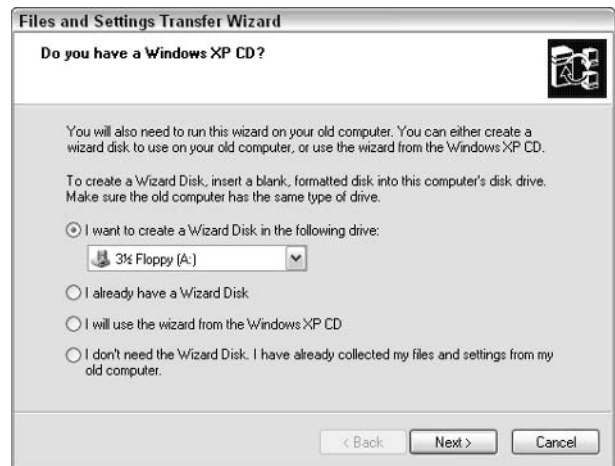 Files and Settings Transfer Wizard
Do you have a Windows XP CD?
You will also need to run this wizard on your old computer. You can either create a
wizard disk to use on your old computer, or use the wizard from the Windows XP CD.
To create a Wizard Disk, insert a blank, formatted disk into this computer's disk drive.
Make sure the old computer has the same type of drive.
I want to create a Wizard Disk in the following drive:
3½ Floppy (A:)
I already have a Wizard Disk
I will use the wizard from the Windows XP CD
I don't need the Wizard Disk. I have already collected my files and settings from my
old computer.
< Back Next > Cancel